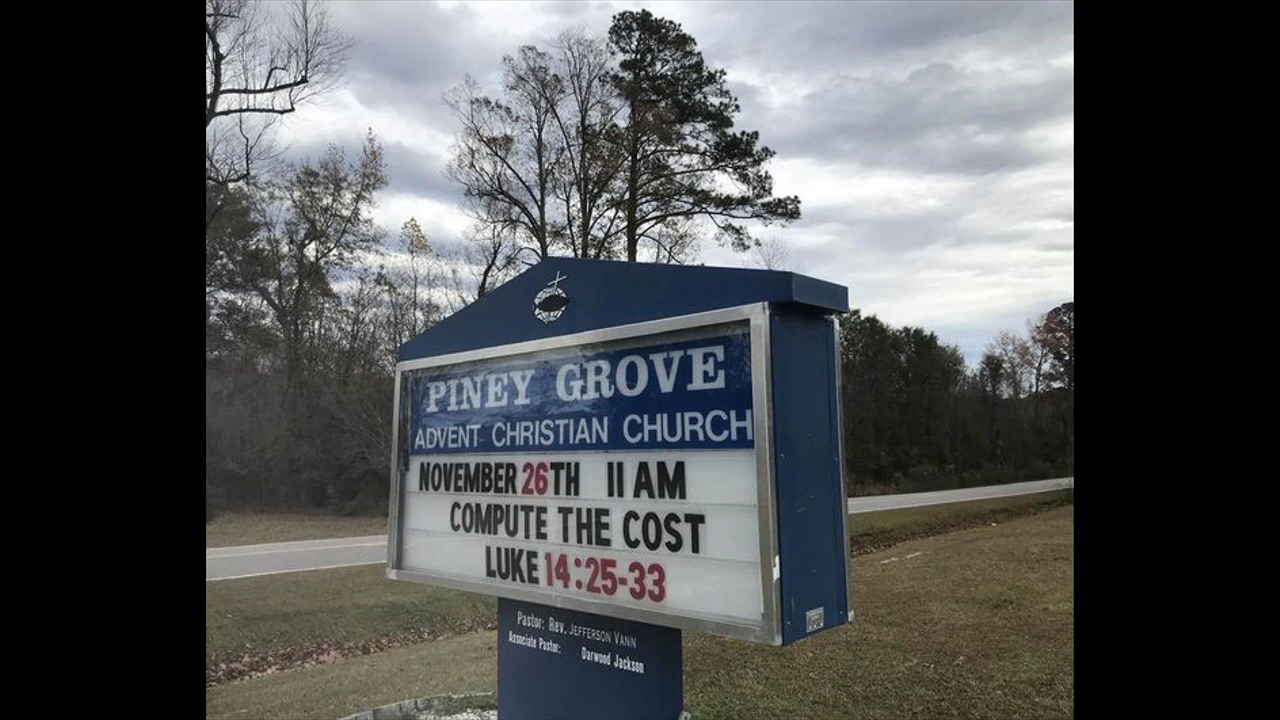 PINEY GROVE
ADVENT CHRISTIAN CHURCH
NOVEMBER 26TH 11 AM
COMPUTE THE COST
LUKE 14:25-33
Pastor: Rev. JEFFERSON VANN
Associate Pastor: Darwood Jackson